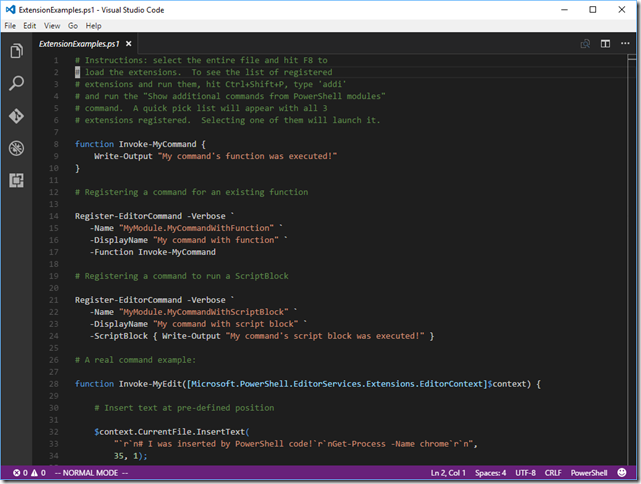 ExtensionExamples.ps1 - Visual Studio Code
File Edit View Go Help
ExtensionExamples.ps1
1 # Instructions: select the entire file and hit F8 to
2 # load the extensions.  To see the list of registered
3 # extensions and run them, hit Ctrl+Shift+P, type 'addi'
4 # and run the "Show additional commands from PowerShell modules"
5 # command.  A quick pick list will appear with all 3
6 # extensions registered.  Selecting one of them will launch it.
7
8 function Invoke-MyCommand {
9     Write-Output "My command's function was executed!"
10 }
11
12 # Registering a command for an existing function
13
14 Register-EditorCommand -Verbose `
15    -Name "MyModule.MyCommandWithFunction" `
16    -DisplayName "My command with function" `
17    -Function Invoke-MyCommand
18
19 # Registering a command to run a ScriptBlock
20
21 Register-EditorCommand -Verbose `
22    -Name "MyModule.MyCommandWithScriptBlock" `
23    -DisplayName "My command with script block" `
24    -ScriptBlock { Write-Output "My command's script block was executed!" }
25
26 # A real command example:
27
28 function Invoke-MyEdit([Microsoft.PowerShell.EditorServices.Extensions.EditorContext]$context) {
29
30     # Insert text at pre-defined position
31
32     $context.CurrentFile.InsertText(
33         "`r`n# I was inserted by PowerShell code!`r`nGet-Process -Name chrome`r`n",
34         35, 1);
0 0 -- NORMAL MODE -- Ln 2, Col 1 Spaces: 4 UTF-8 CRLF PowerShell